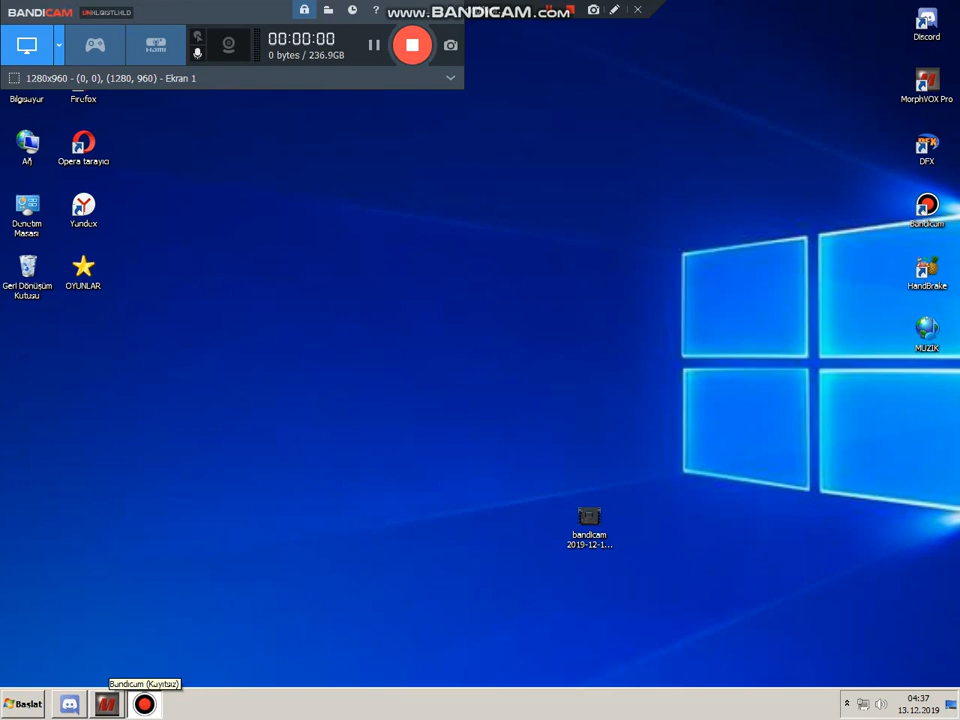 BANDICAM UNREGISTERED
www.BANDICAM.com
00:00:00
0 bytes / 236.9GB
1280x960 - (0, 0), (1280, 960) - Ekran 1
Bilgisayar
Firefox
Ağ
Opera tarayıcı
Denetim
Masası
Yandex
Geri Dönüşüm
Kutusu
OYUNLAR
Discord
MorphVOX Pro
DFX
Bandicam
HandBrake
MÜZİK
bandicam
2019-12-1...
Bandicam (Kayıtsız)
Başlat
04:37
13.12.2019